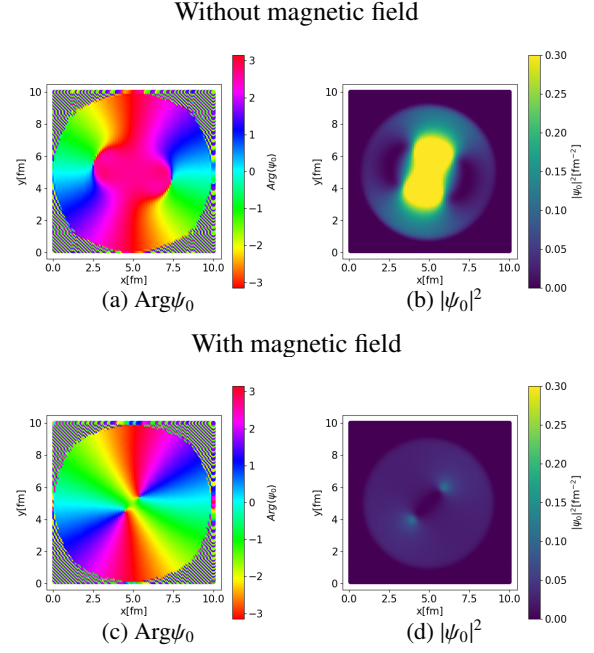 Without magnetic field
10
8
6
4
2
0
y[fm]
0.0 2.5 5.0 7.5 10.0
x[fm]
3
2
1
0
−1
−2
−3
Arg(ψ₀)
(a) Argψ₀
10
8
6
4
2
0
y[fm]
0.0 2.5 5.0 7.5 10.0
x[fm]
0.30
0.25
0.20
0.15
0.10
0.05
0.00
|ψ₀|²[fm⁻²]
(b) |ψ₀|²
With magnetic field
10
8
6
4
2
0
y[fm]
0.0 2.5 5.0 7.5 10.0
x[fm]
3
2
1
0
−1
−2
−3
Arg(ψ₀)
(c) Argψ₀
10
8
6
4
2
0
y[fm]
0.0 2.5 5.0 7.5 10.0
x[fm]
0.30
0.25
0.20
0.15
0.10
0.05
0.00
|ψ₀|²[fm⁻²]
(d) |ψ₀|²